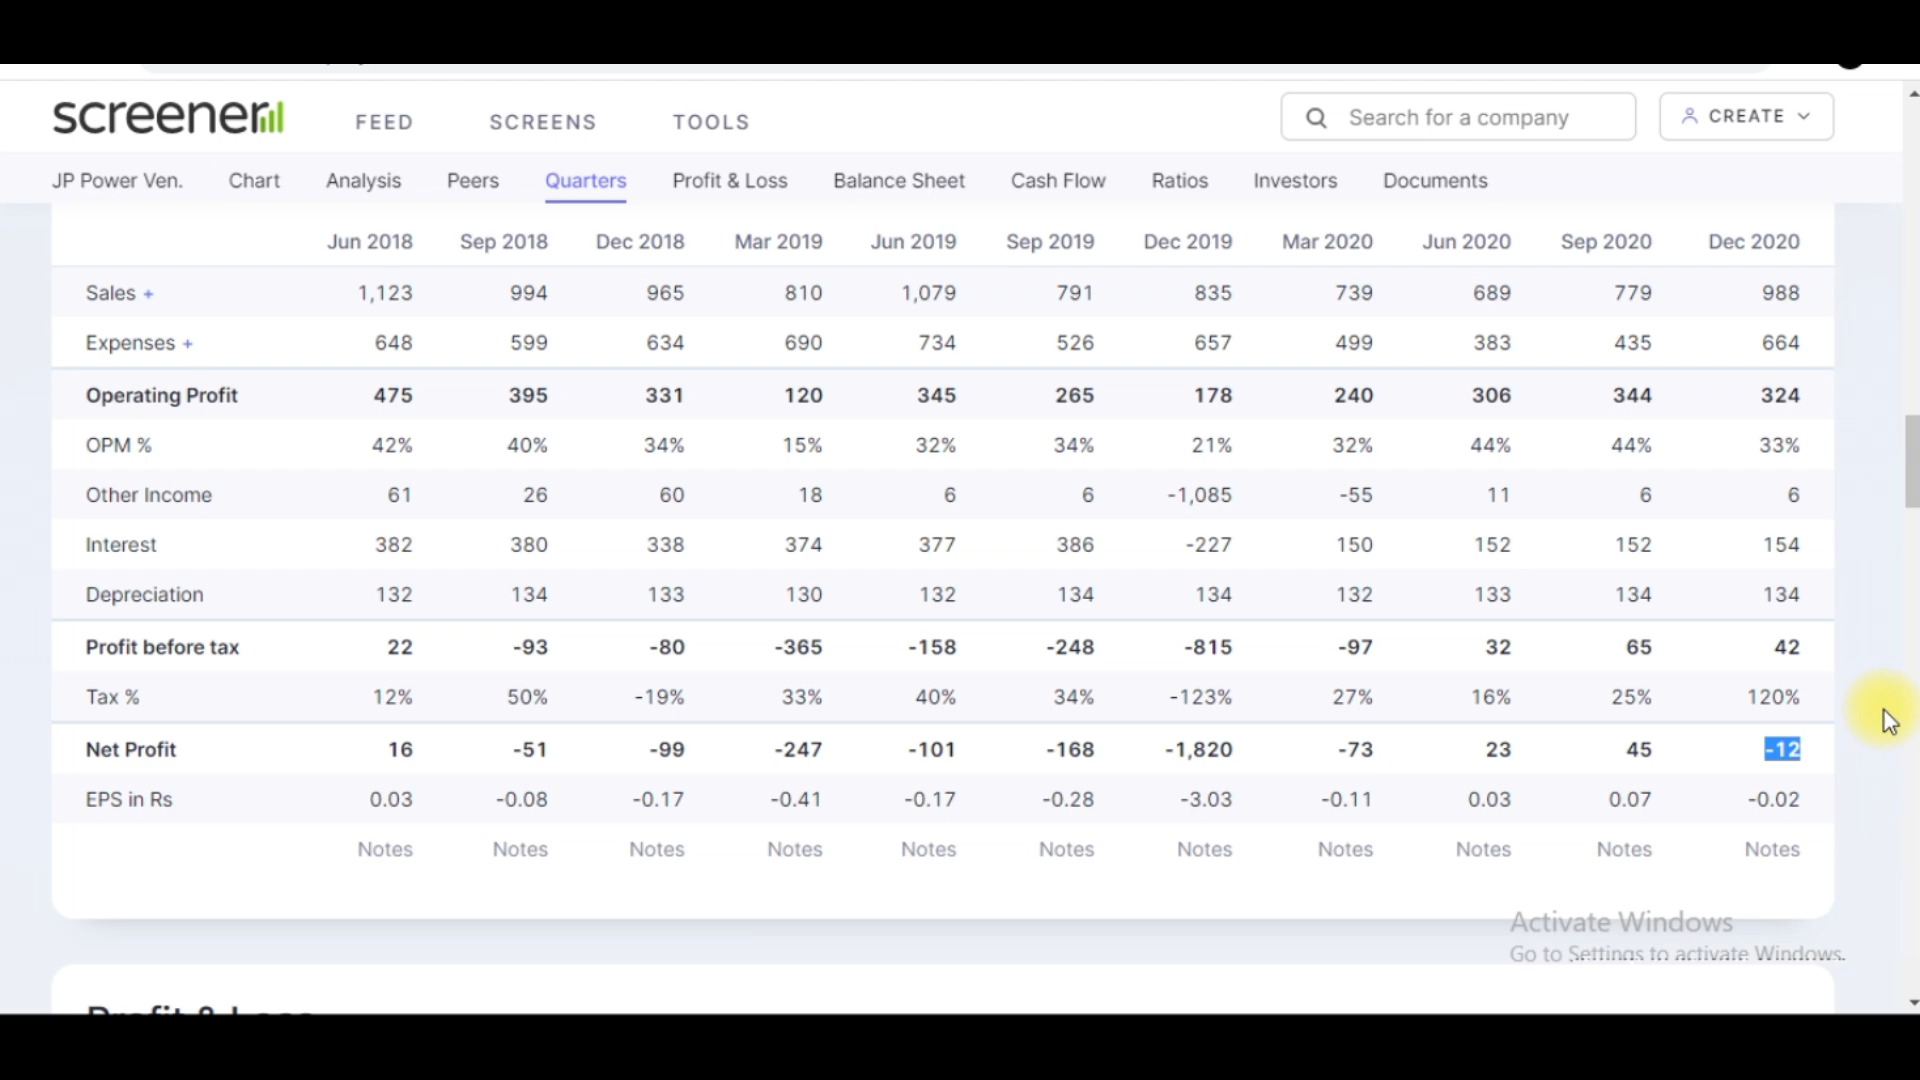 screener
FEED SCREENS TOOLS Search for a company CREATE
JP Power Ven. Chart Analysis Peers Quarters Profit & Loss Balance Sheet Cash Flow Ratios Investors Documents
Jun 2018 Sep 2018 Dec 2018 Mar 2019 Jun 2019 Sep 2019 Dec 2019 Mar 2020 Jun 2020 Sep 2020 Dec 2020
Sales + 1,123 994 965 810 1,079 791 835 739 689 779 988
Expenses + 648 599 634 690 734 526 657 499 383 435 664
Operating Profit 475 395 331 120 345 265 178 240 306 344 324
OPM % 42% 40% 34% 15% 32% 34% 21% 32% 44% 44% 33%
Other Income 61 26 60 18 6 6 -1,085 -55 11 6 6
Interest 382 380 338 374 377 386 -227 150 152 152 154
Depreciation 132 134 133 130 132 134 134 132 133 134 134
Profit before tax 22 -93 -80 -365 -158 -248 -815 -97 32 65 42
Tax % 12% 50% -19% 33% 40% 34% -123% 27% 16% 25% 120%
Net Profit 16 -51 -99 -247 -101 -168 -1,820 -73 23 45 -12
EPS in Rs 0.03 -0.08 -0.17 -0.41 -0.17 -0.28 -3.03 -0.11 0.03 0.07 -0.02
Notes Notes Notes Notes Notes Notes Notes Notes Notes Notes Notes
Activate Windows
Go to Settings to activate Windows.
Profit & Loss